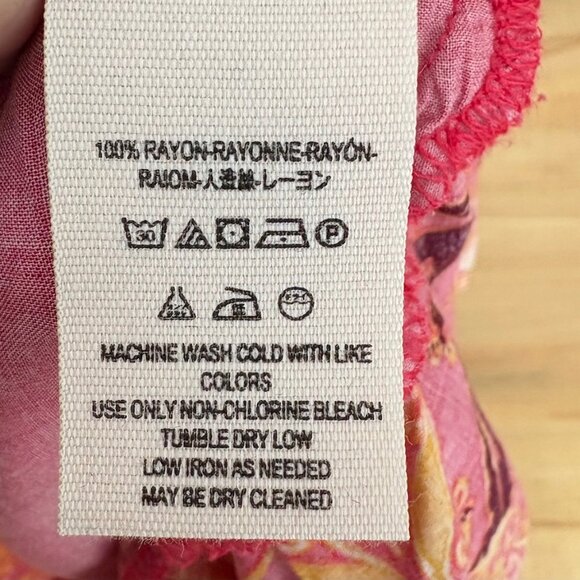 100% RAYON-RAYONNE-RAYÓN-
RAIOM-人造絲-レーヨン
30 P
MACHINE WASH COLD WITH LIKE
COLORS
USE ONLY NON-CHLORINE BLEACH
TUMBLE DRY LOW
LOW IRON AS NEEDED
MAY BE DRY CLEANED